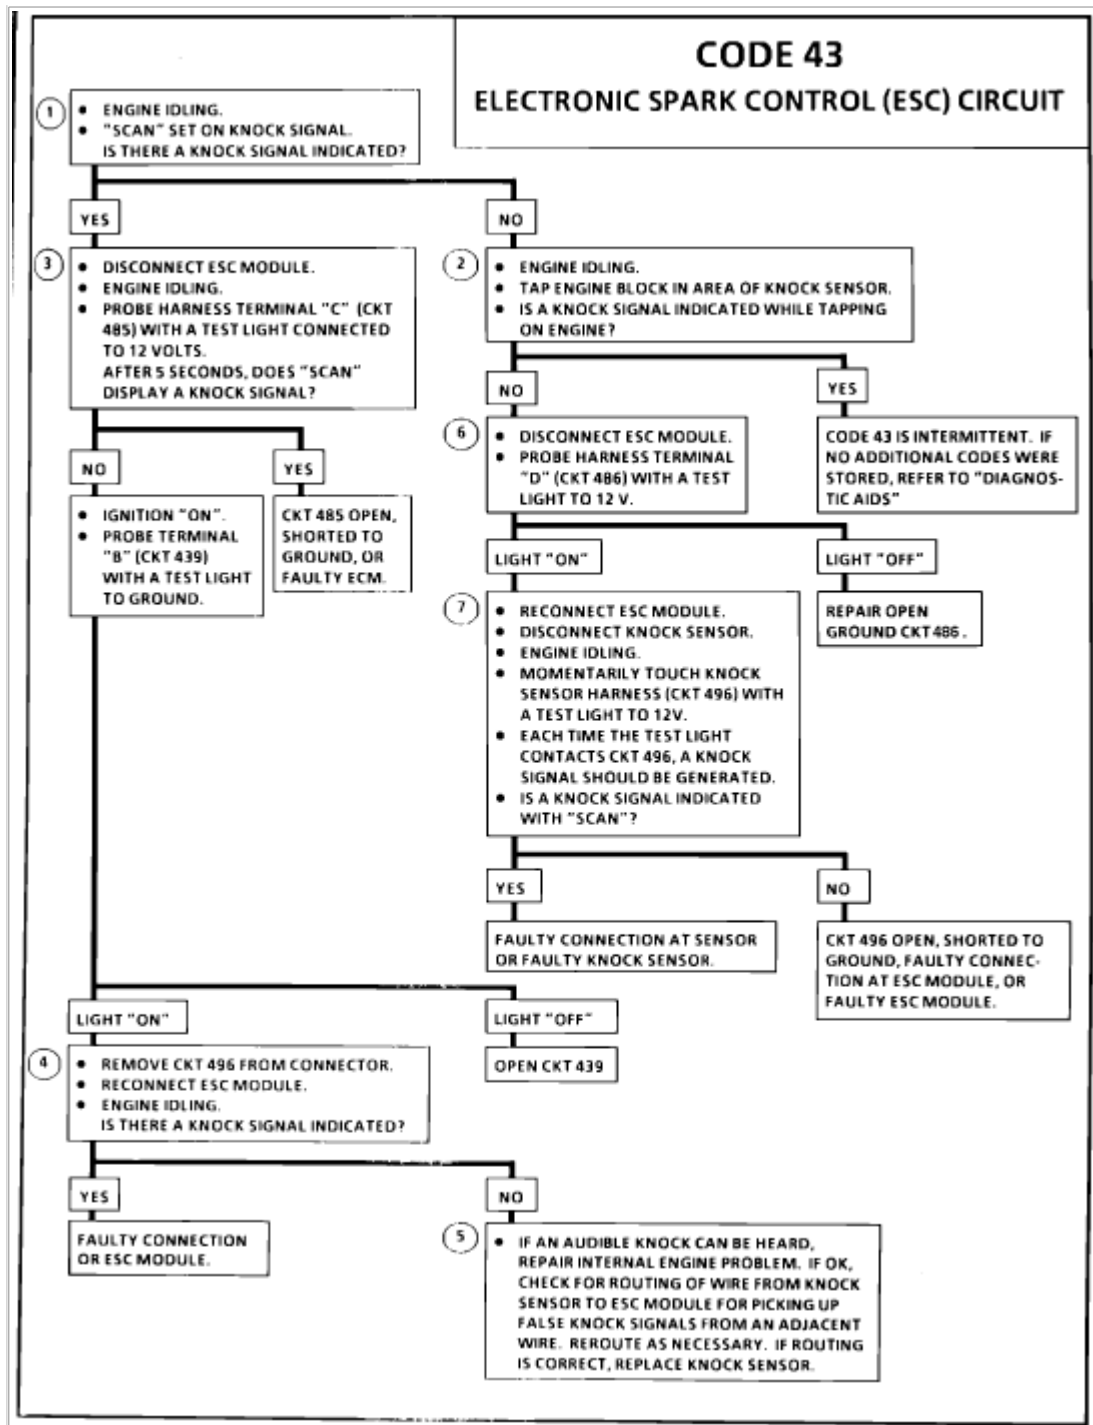 CODE 43
ELECTRONIC SPARK CONTROL (ESC) CIRCUIT
1
• ENGINE IDLING.
• "SCAN" SET ON KNOCK SIGNAL.
IS THERE A KNOCK SIGNAL INDICATED?
YES
NO
3
• DISCONNECT ESC MODULE.
• ENGINE IDLING.
• PROBE HARNESS TERMINAL "C" (CKT
485) WITH A TEST LIGHT CONNECTED
TO 12 VOLTS.
AFTER 5 SECONDS, DOES "SCAN"
DISPLAY A KNOCK SIGNAL?
2
• ENGINE IDLING.
• TAP ENGINE BLOCK IN AREA OF KNOCK SENSOR.
• IS A KNOCK SIGNAL INDICATED WHILE TAPPING
ON ENGINE?
NO
YES
6
• DISCONNECT ESC MODULE.
• PROBE HARNESS TERMINAL
"D" (CKT 486) WITH A TEST
LIGHT TO 12 V.
CODE 43 IS INTERMITTENT. IF
NO ADDITIONAL CODES WERE
STORED, REFER TO "DIAGNOS-
TIC AIDS"
NO
YES
• IGNITION "ON".
• PROBE TERMINAL
"B" (CKT 439)
WITH A TEST LIGHT
TO GROUND.
CKT 485 OPEN,
SHORTED TO
GROUND, OR
FAULTY ECM.
LIGHT "ON"
LIGHT "OFF"
7
• RECONNECT ESC MODULE.
• DISCONNECT KNOCK SENSOR.
• ENGINE IDLING.
• MOMENTARILY TOUCH KNOCK
SENSOR HARNESS (CKT 496) WITH
A TEST LIGHT TO 12V.
• EACH TIME THE TEST LIGHT
CONTACTS CKT 496, A KNOCK
SIGNAL SHOULD BE GENERATED.
• IS A KNOCK SIGNAL INDICATED
WITH "SCAN"?
REPAIR OPEN
GROUND CKT 486.
YES
NO
FAULTY CONNECTION AT SENSOR
OR FAULTY KNOCK SENSOR.
CKT 496 OPEN, SHORTED TO
GROUND, FAULTY CONNEC-
TION AT ESC MODULE, OR
FAULTY ESC MODULE.
LIGHT "ON"
LIGHT "OFF"
4
• REMOVE CKT 496 FROM CONNECTOR.
• RECONNECT ESC MODULE.
• ENGINE IDLING.
IS THERE A KNOCK SIGNAL INDICATED?
OPEN CKT 439
YES
NO
FAULTY CONNECTION
OR ESC MODULE.
5
• IF AN AUDIBLE KNOCK CAN BE HEARD,
REPAIR INTERNAL ENGINE PROBLEM. IF OK,
CHECK FOR ROUTING OF WIRE FROM KNOCK
SENSOR TO ESC MODULE FOR PICKING UP
FALSE KNOCK SIGNALS FROM AN ADJACENT
WIRE. REROUTE AS NECESSARY. IF ROUTING
IS CORRECT, REPLACE KNOCK SENSOR.